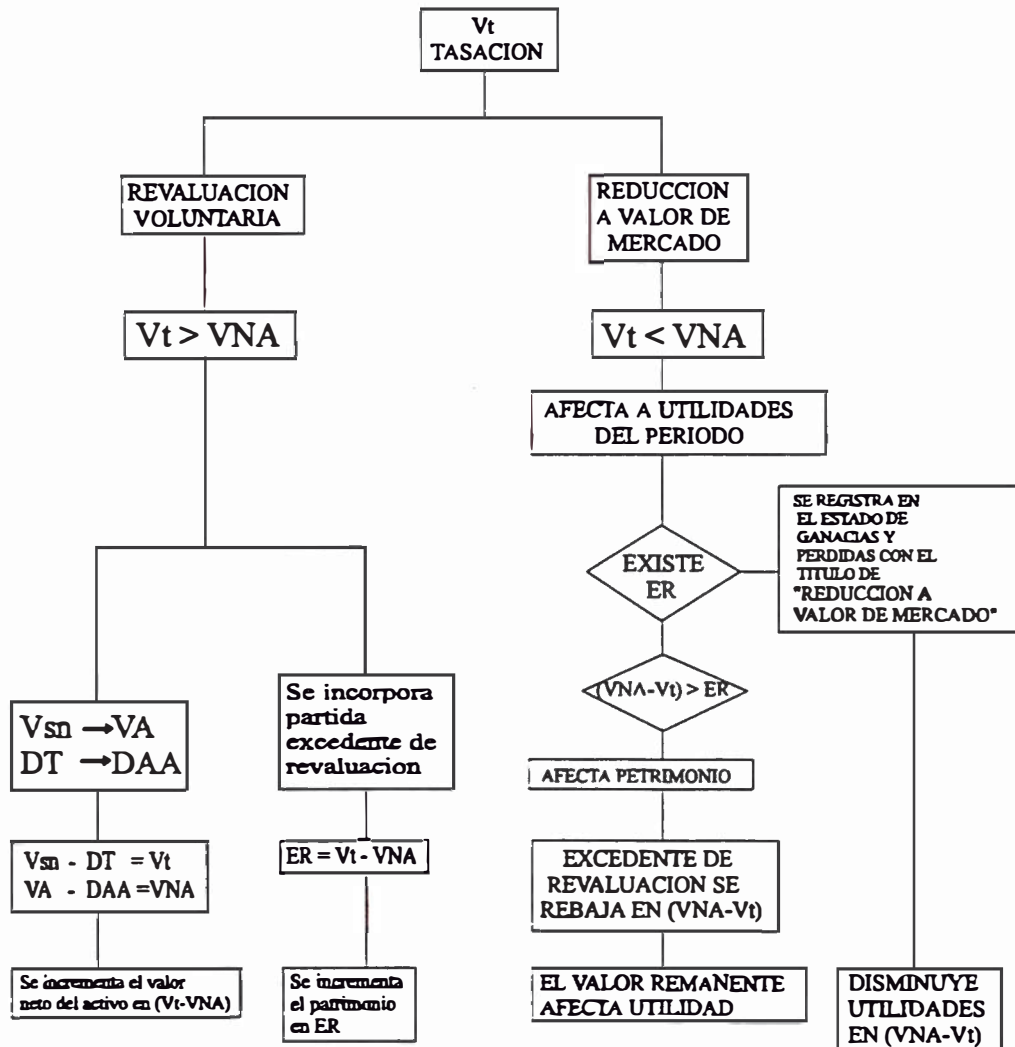 Vt
TASACION
REVALUACION
VOLUNTARIA
REDUCCION
A VALOR DE
MERCADO
Vt > VNA
Vt < VNA
AFECTA A UTILIDADES
DEL PERIODO
SE REGISTRA EN
EL ESTADO DE
GANACIAS Y
PERDIDAS CON EL
TITULO DE
"REDUCCION A
VALOR DE MERCADO"
EXISTE
ER
(VNA-Vt) > ER
Vsn → VA
DT → DAA
Se incorpora
partida
excedente de
revaluacion
AFECTA PETRIMONIO
Vsn - DT = Vt
VA - DAA = VNA
ER = Vt - VNA
EXCEDENTE DE
REVALUACION SE
REBAJA EN (VNA-Vt)
Se incrementa el valor
neto del activo en (Vt-VNA)
Se incrementa
el patrimonio
en ER
EL VALOR REMANENTE
AFECTA UTILIDAD
DISMINUYE
UTILIDADES
EN (VNA-Vt)